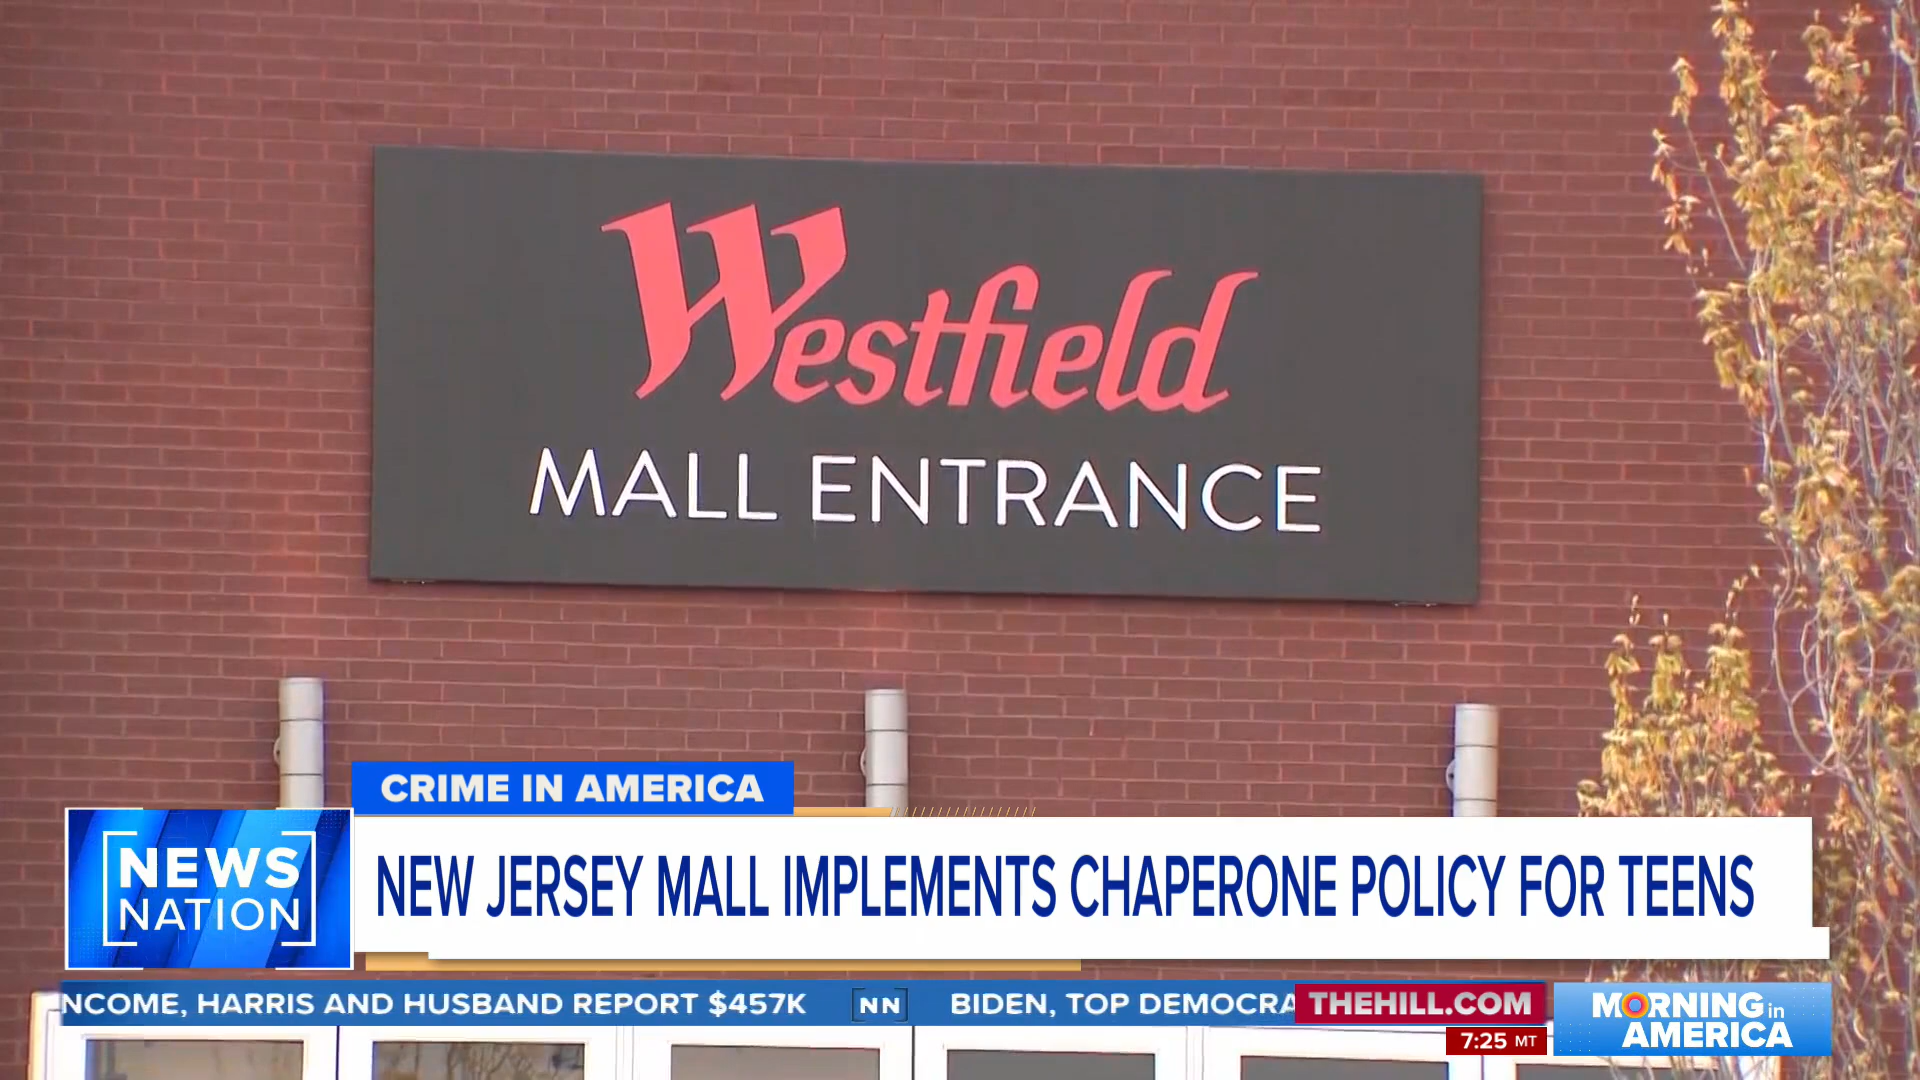 Westfield
MALL ENTRANCE
CRIME IN AMERICA
NEWS
NATION
NEW JERSEY MALL IMPLEMENTS CHAPERONE POLICY FOR TEENS
NCOME, HARRIS AND HUSBAND REPORT $457K NN BIDEN, TOP DEMOCRA
THEHILL.COM
7:25 MT
MORNING in
AMERICA